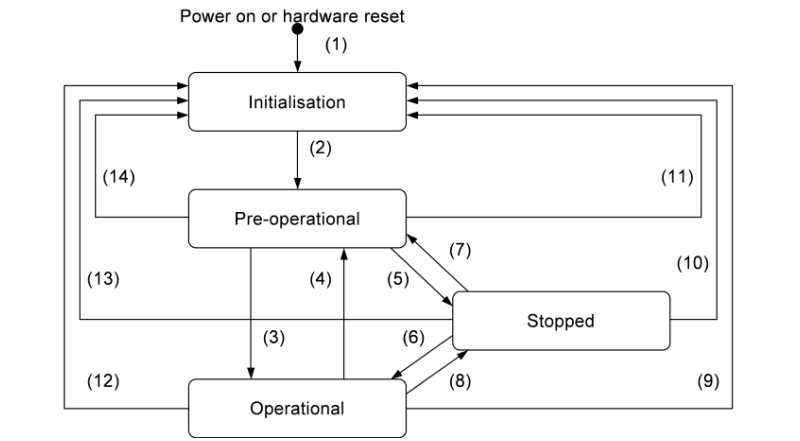 Power on or hardware reset
(1)
Initialisation
(2)
(14)
(11)
Pre-operational
(7)
(13)
(4)
(5)
(10)
Stopped
(3)
(6)
(12)
(8)
(9)
Operational